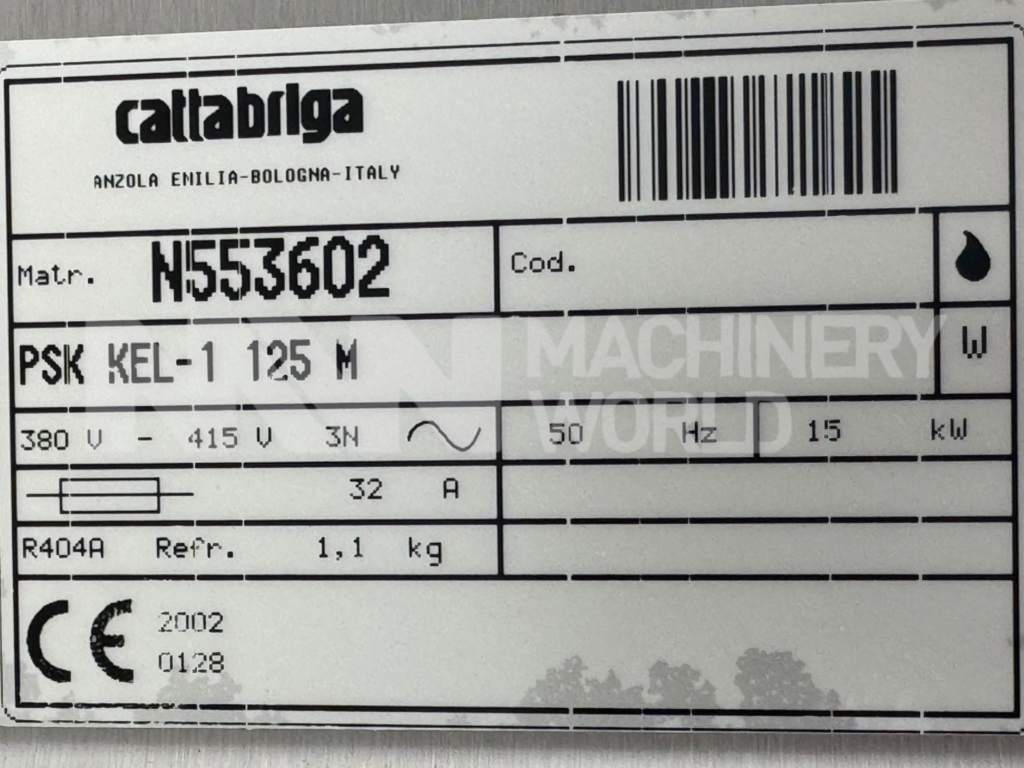 cattabriga
ANZOLA EMILIA-BOLOGNA-ITALY
Matr. N553602 Cod.
PSK KEL-1 125 M W
MACHINERY
WORLD
380 V - 415 V 3N 50 Hz 15 kW
32 A
R404A Refr. 1,1 kg
CE 2002
0128